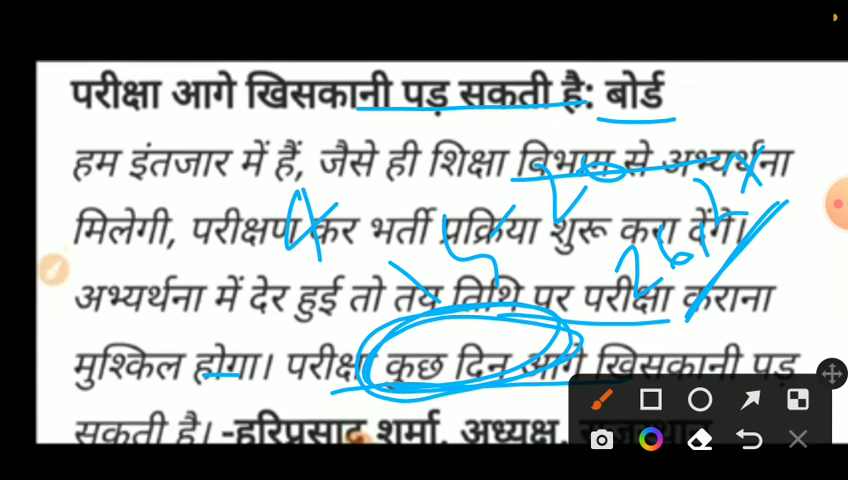 परीक्षा आगे खिसकानी पड़ सकती है: बोर्ड
हम इंतजार में हैं, जैसे ही शिक्षा विभाग से अभ्यर्थना
मिलेगी, परीक्षण कर भर्ती प्रक्रिया शुरू करा देंगे।
अभ्यर्थना में देर हुई तो तय तिथि पर परीक्षा कराना
मुश्किल होगा। परीक्षा कुछ दिन आगे खिसकानी पड़
सकती है। -हरिप्रसाद शर्मा, अध्यक्ष, राजस्थान